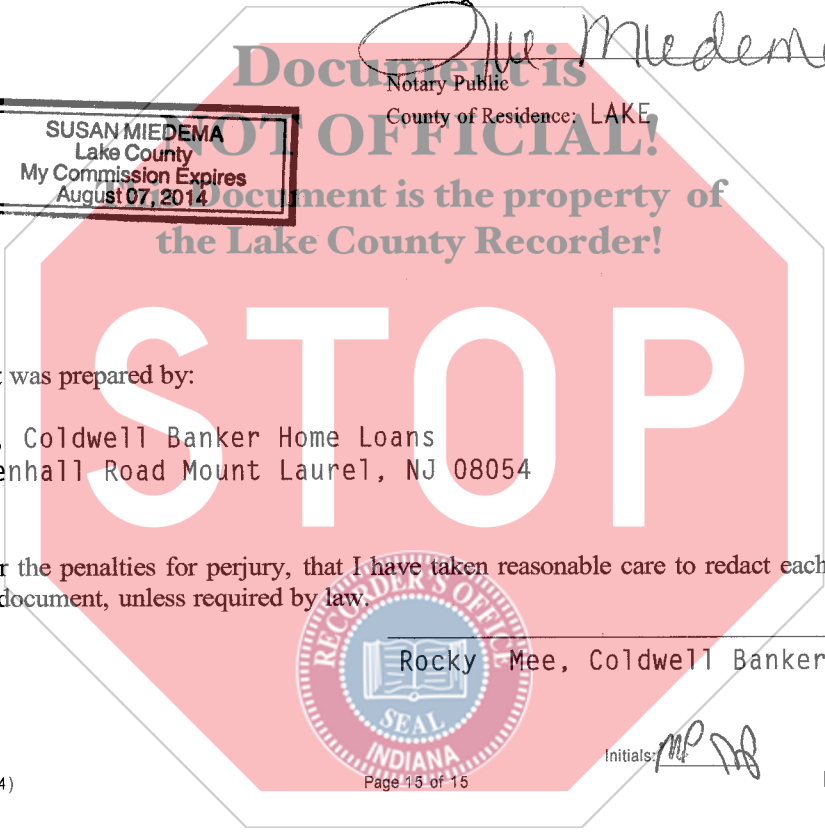 Sue Miedema
Notary Public
County of Residence: LAKE
SUSAN MIEDEMA
Lake County
My Commission Expires
August 07, 2014
Document is
NOT OFFICIAL!
This Document is the property of
the Lake County Recorder!
STOP
was prepared by:
, Coldwell Banker Home Loans
enhall Road Mount Laurel, NJ 08054
r the penalties for perjury, that I have taken reasonable care to redact each
document, unless required by law.
Rocky Mee, Coldwell Banker
RECORDER'S OFFICE
SEAL
INDIANA
Initials:
4)
Page 15 of 15